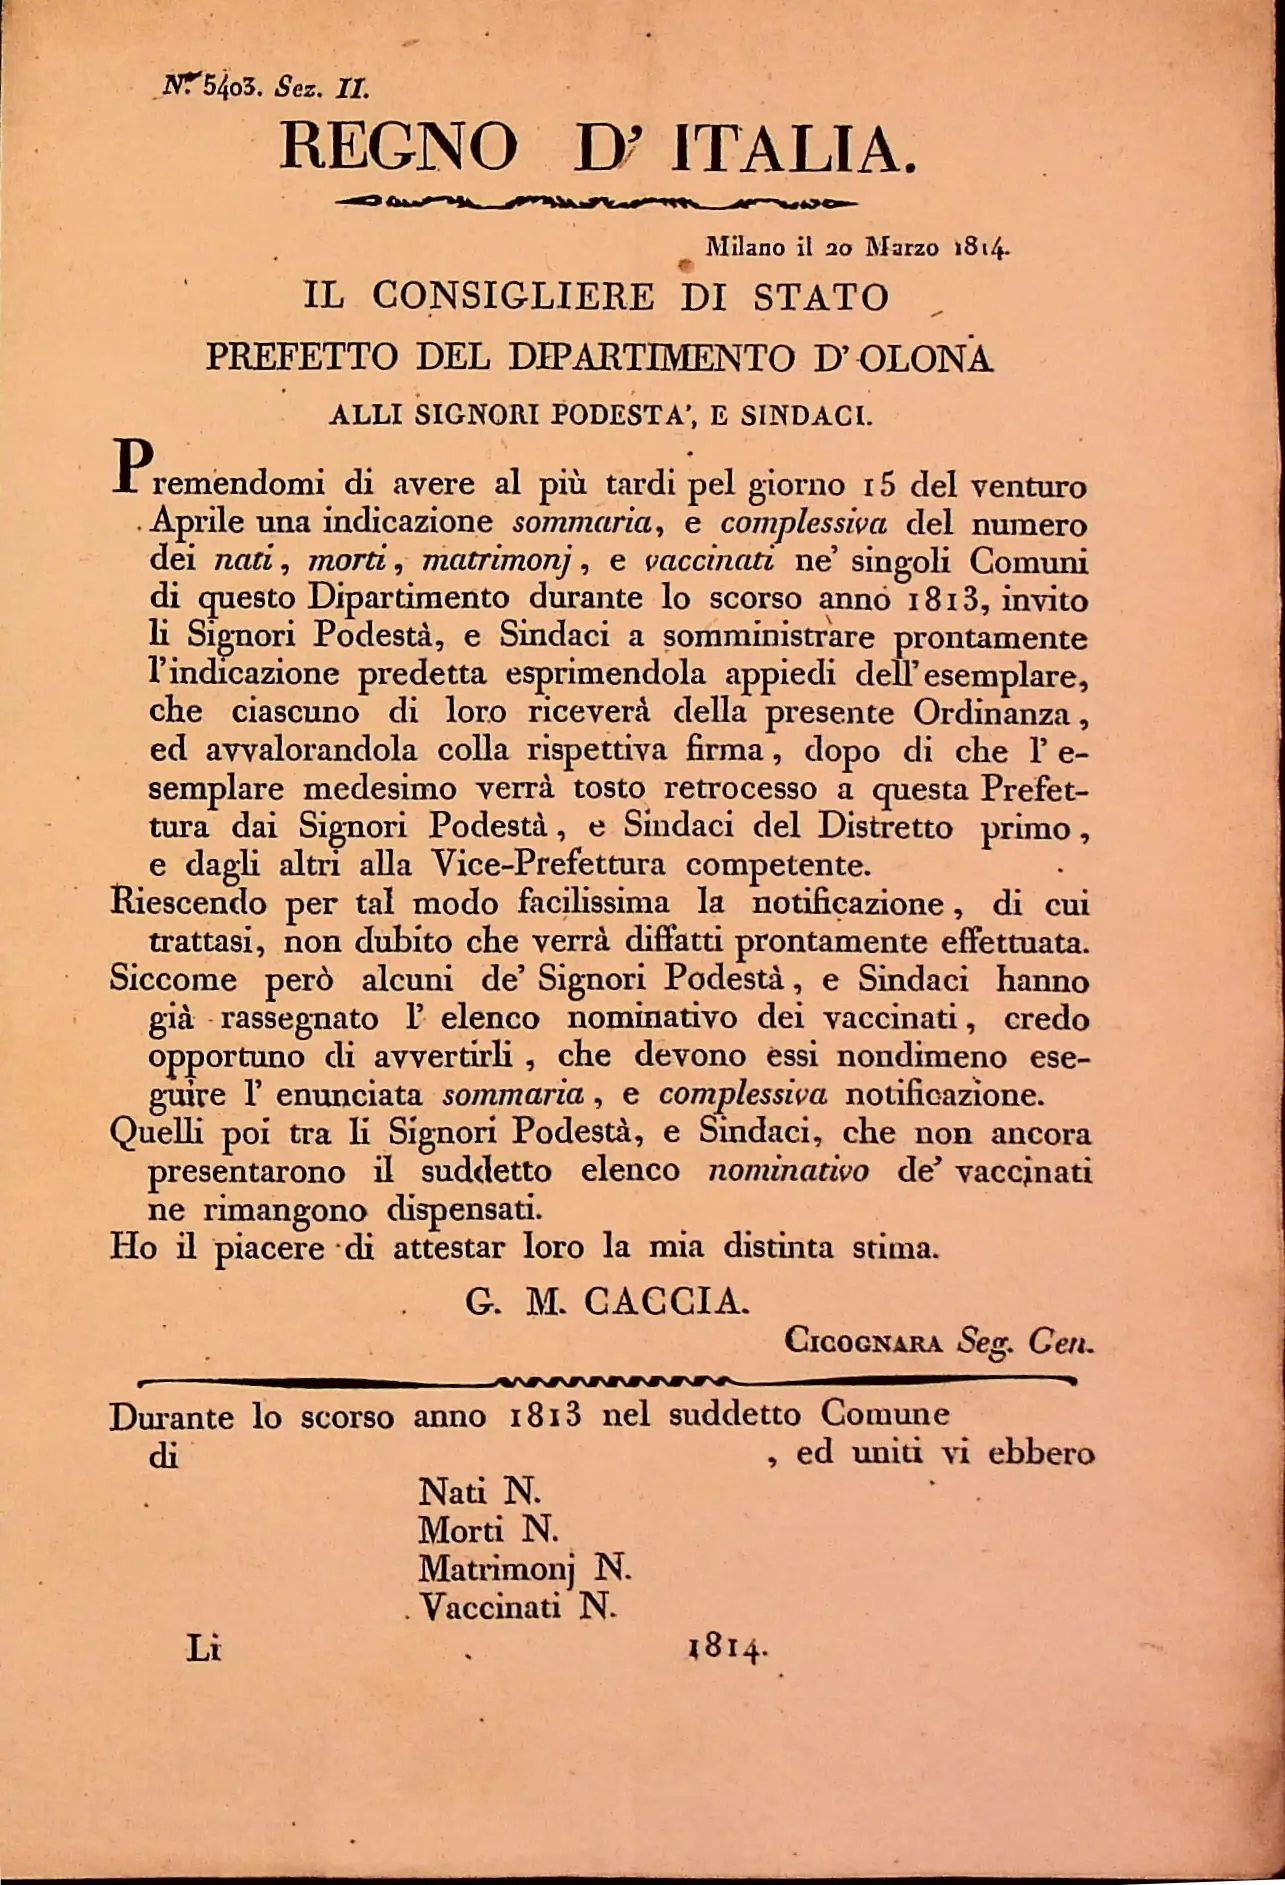 N.ro 5403. Sez. II.
REGNO D' ITALIA.
Milano il 20 Marzo 1814.
IL CONSIGLIERE DI STATO
PREFETTO DEL DIPARTIMENTO D' OLONA
ALLI SIGNORI PODESTA', E SINDACI.
Premendomi di avere al più tardi pel giorno 15 del venturo
Aprile una indicazione sommaria, e complessiva del numero
dei nati, morti, matrimonj, e vaccinati ne' singoli Comuni
di questo Dipartimento durante lo scorso anno 1813, invito
li Signori Podestà, e Sindaci a somministrare prontamente
l'indicazione predetta esprimendola appiedi dell' esemplare,
che ciascuno di loro riceverà della presente Ordinanza,
ed avvalorandola colla rispettiva firma, dopo di che l' e-
semplare medesimo verrà tosto retrocesso a questa Prefet-
tura dai Signori Podestà, e Sindaci del Distretto primo,
e dagli altri alla Vice-Prefettura competente.
Riescendo per tal modo facilissima la notificazione, di cui
trattasi, non dubito che verrà diffatti prontamente effettuata.
Siccome però alcuni de' Signori Podestà, e Sindaci hanno
già rassegnato l' elenco nominativo dei vaccinati, credo
opportuno di avvertirli, che devono essi nondimeno ese-
guire l' enunciata sommaria, e complessiva notificazione.
Quelli poi tra li Signori Podestà, e Sindaci, che non ancora
presentarono il suddetto elenco nominativo de' vaccinati
ne rimangono dispensati.
Ho il piacere di attestar loro la mia distinta stima.
G. M. CACCIA.
CICOGNARA Seg. Gen.
Durante lo scorso anno 1813 nel suddetto Comune
di , ed uniti vi ebbero
Nati N.
Morti N.
Matrimonj N.
Vaccinati N.
Li 1814.